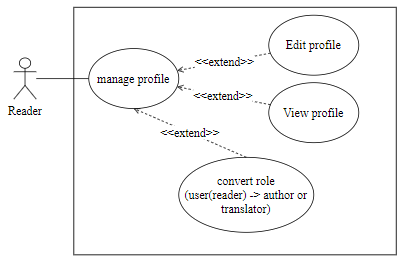 Edit profile
<<extend>>
manage profile
<<extend>>
View profile
Reader
<<extend>>
convert role
(user(reader) -> author or
translator)